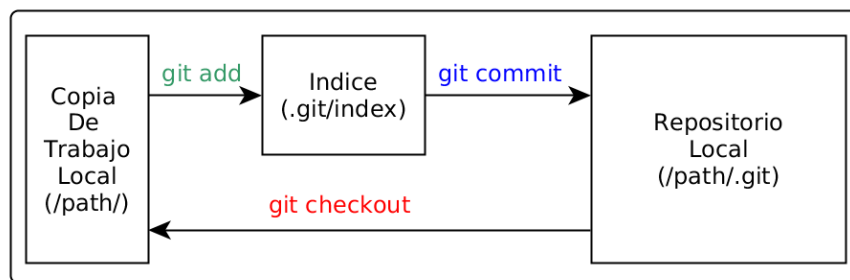 Copia
De
Trabajo
Local
(/path/)
git add
Indice
(.git/index)
git commit
Repositorio
Local
(/path/.git)
git checkout